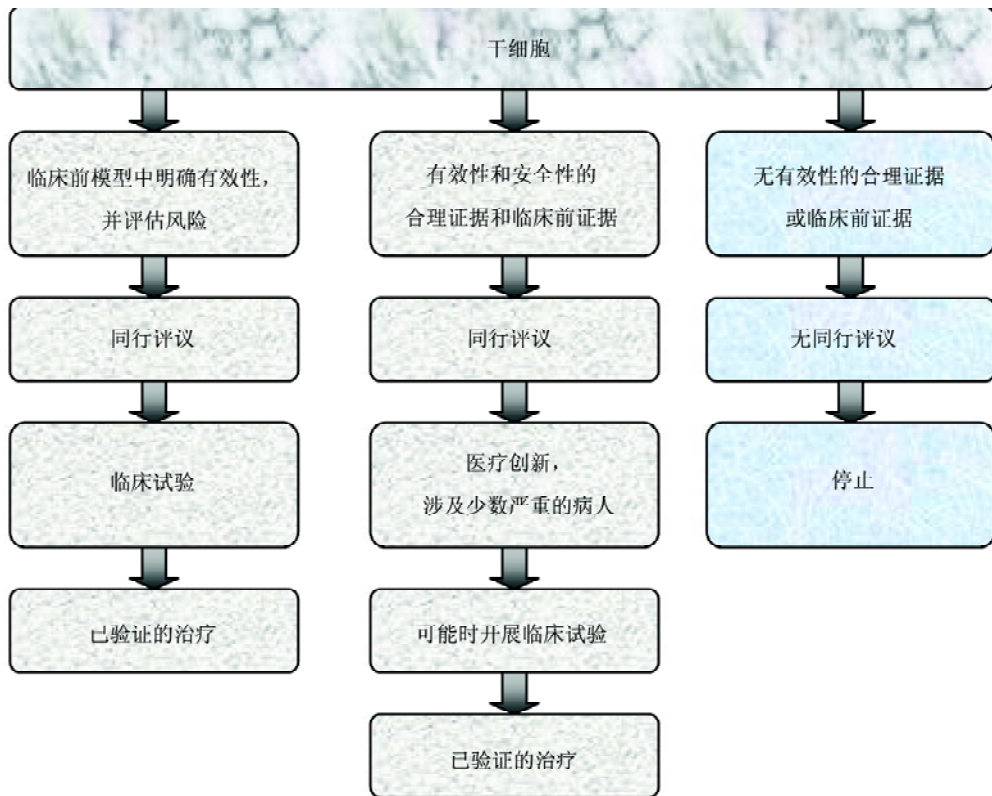 干细胞
临床前模型中明确有效性,
并评估风险
同行评议
临床试验
已验证的治疗
有效性和安全性的
合理证据和临床前证据
同行评议
医疗创新,
涉及少数严重的病人
可能时开展临床试验
已验证的治疗
无有效性的合理证据
或临床前证据
无同行评议
停止